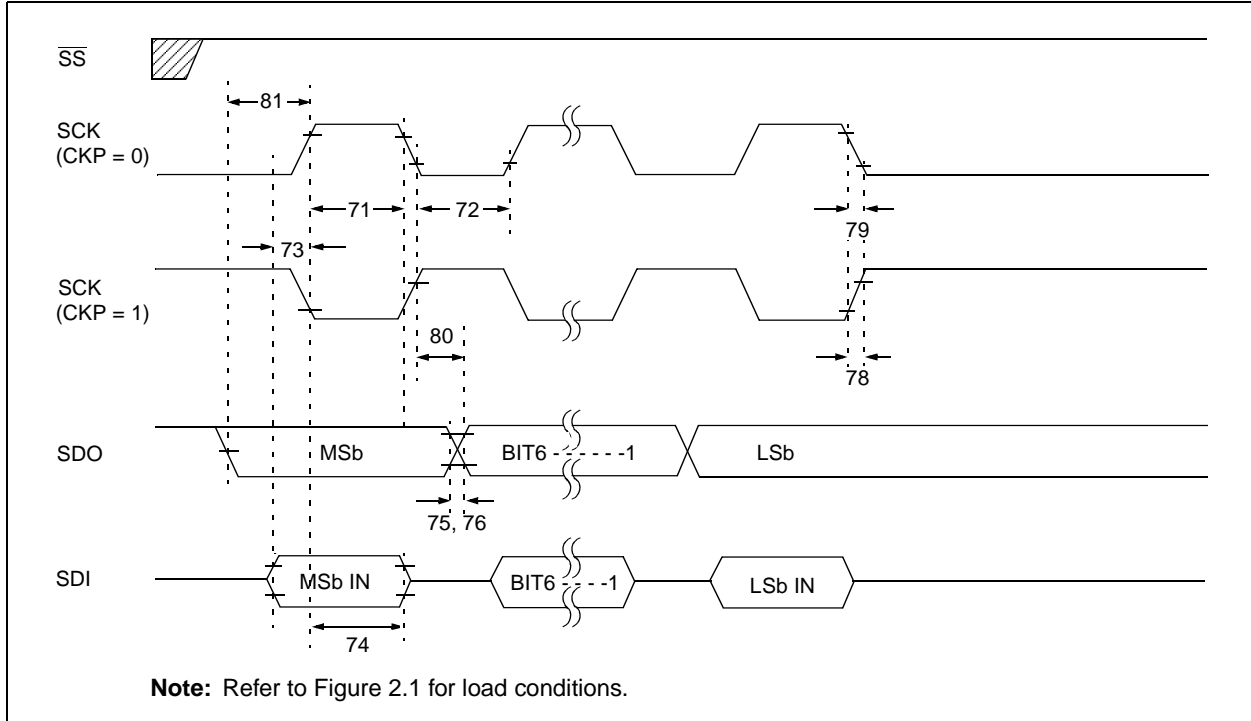 SS
81
SCK
(CKP = 0)
71
72
79
73
SCK
(CKP = 1)
80
78
SDO
MSb
BIT6 - - - - - -1
LSb
75, 76
SDI
MSb IN
BIT6 - - - - -1
LSb IN
74
Note: Refer to Figure 2.1 for load conditions.